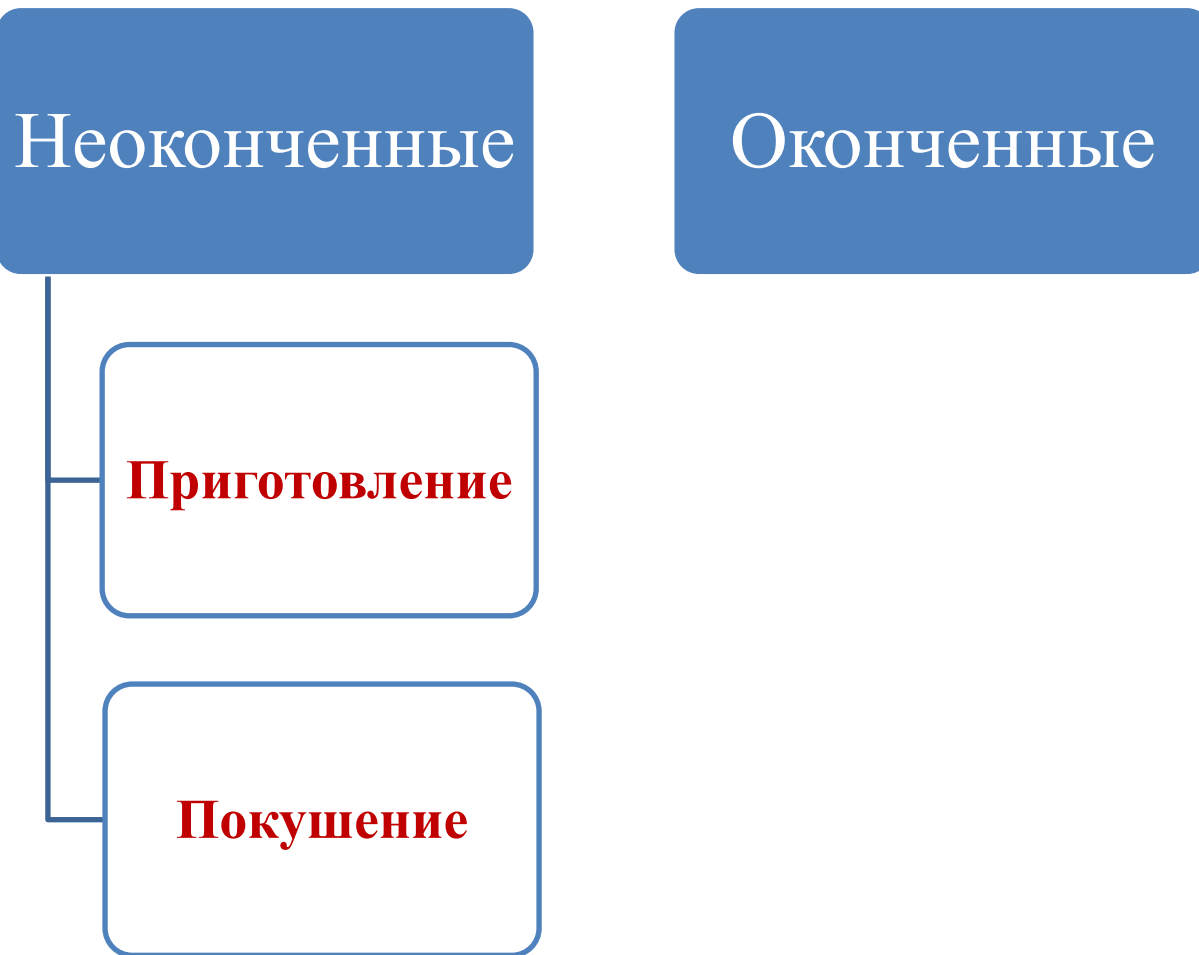 Неоконченные
Оконченные
Приготовление
Покушение